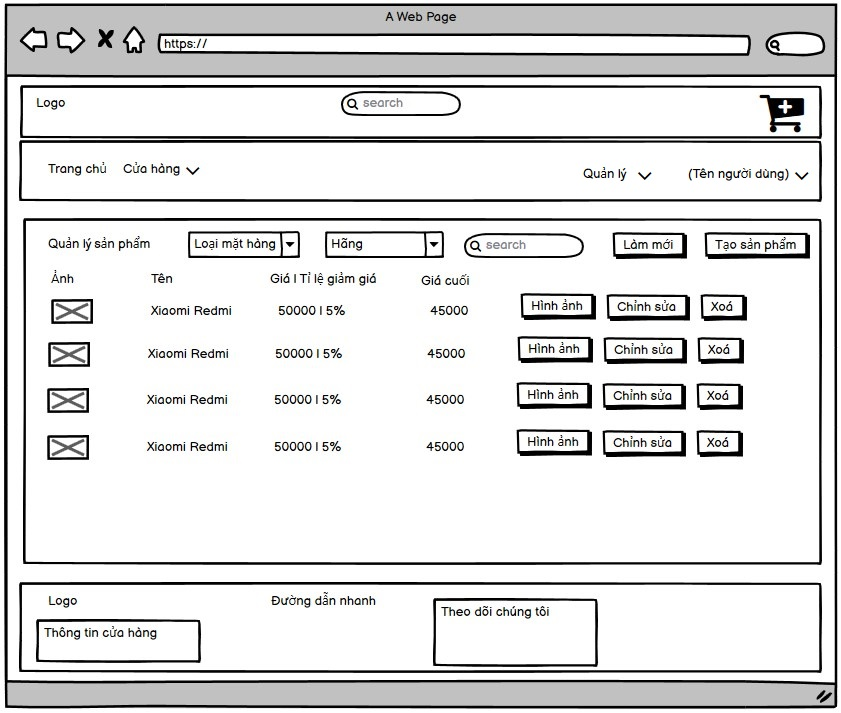 A Web Page
https://
Logo
search
Trang chủ Cửa hàng Quản lý (Tên người dùng)
Quản lý sản phẩm Loại mặt hàng Hãng search Làm mới Tạo sản phẩm
Ảnh Tên Giá | Tỉ lệ giảm giá Giá cuối
Xiaomi Redmi 50000 | 5% 45000 Hình ảnh Chỉnh sửa Xoá
Xiaomi Redmi 50000 | 5% 45000 Hình ảnh Chỉnh sửa Xoá
Xiaomi Redmi 50000 | 5% 45000 Hình ảnh Chỉnh sửa Xoá
Xiaomi Redmi 50000 | 5% 45000 Hình ảnh Chỉnh sửa Xoá
Logo Đường dẫn nhanh Theo dõi chúng tôi
Thông tin cửa hàng